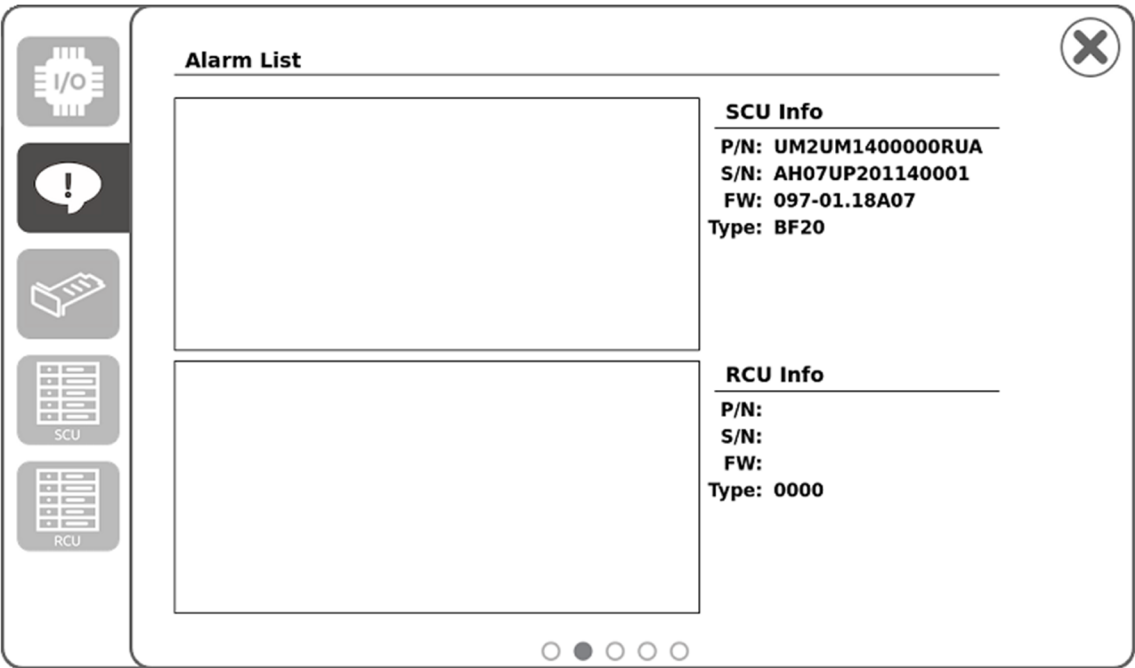 I/O
!
SCU
RCU
Alarm List
SCU Info
P/N: UM2UM1400000RUA
S/N: AH07UP201140001
FW: 097-01.18A07
Type: BF20
RCU Info
P/N:
S/N:
FW:
Type: 0000